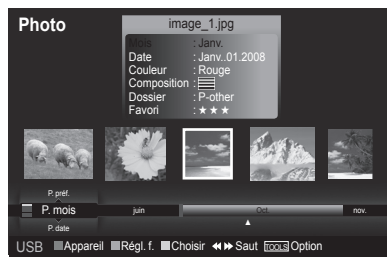 Photo
image_1.jpg
Mois : Janv.
Date : Janv..01.2008
Couleur : Rouge
Composition :
Dossier : P-other
Favori : ★★★
P. préf.
P. mois juin Oct. nov.
P. date
USB Appareil Régl. f. Choisir Saut TOOLS Option